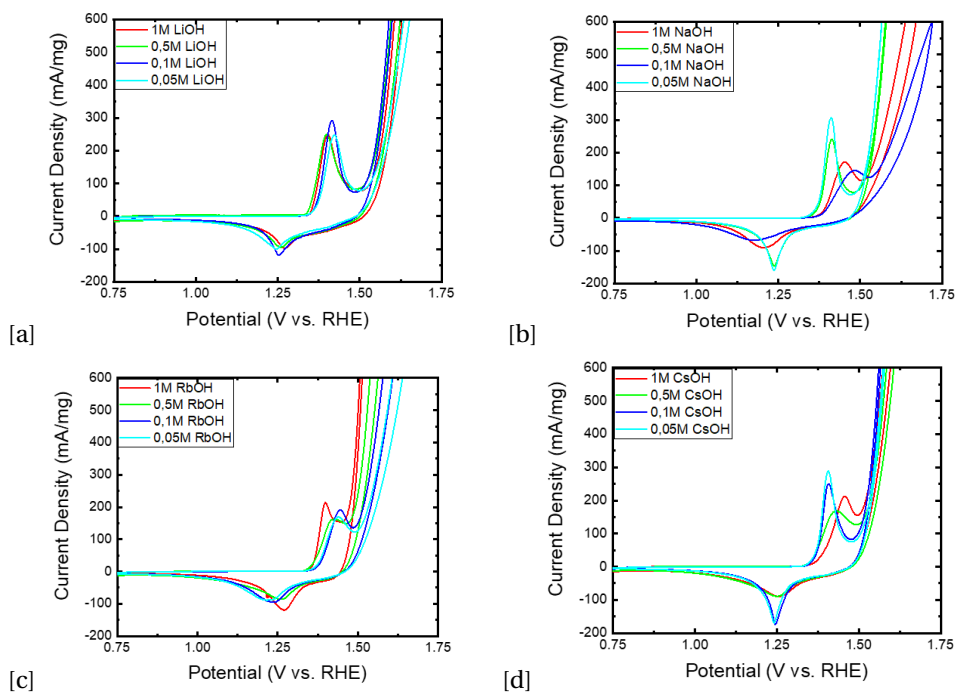 600
500
400
300
200
100
0
-100
-200
Current Density (mA/mg)
1M LiOH
0,5M LiOH
0,1M LiOH
0,05M LiOH
0.75 1.00 1.25 1.50 1.75
Potential (V vs. RHE)
[a]
600
500
400
300
200
100
0
-100
-200
Current Density (mA/mg)
1M NaOH
0,5M NaOH
0,1M NaOH
0,05M NaOH
0.75 1.00 1.25 1.50 1.75
Potential (V vs. RHE)
[b]
600
500
400
300
200
100
0
-100
-200
Current Density (mA/mg)
1M RbOH
0,5M RbOH
0,1M RbOH
0,05M RbOH
0.75 1.00 1.25 1.50 1.75
Potential (V vs. RHE)
[c]
600
500
400
300
200
100
0
-100
-200
Current Density (mA/mg)
1M CsOH
0,5M CsOH
0,1M CsOH
0,05M CsOH
0.75 1.00 1.25 1.50 1.75
Potential (V vs. RHE)
[d]